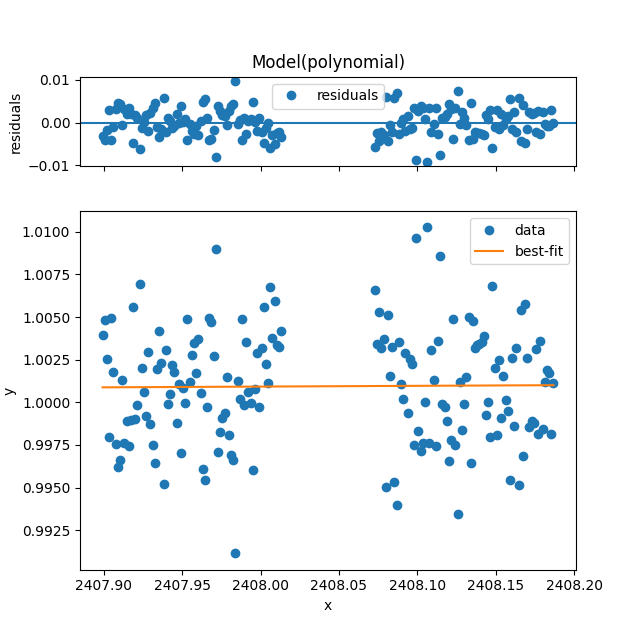 Model(polynomial)
0.01
0.00
−0.01
residuals
residuals
1.0100
1.0075
1.0050
1.0025
1.0000
0.9975
0.9950
0.9925
y
data
best-fit
2407.90 2407.95 2408.00 2408.05 2408.10 2408.15 2408.20
x